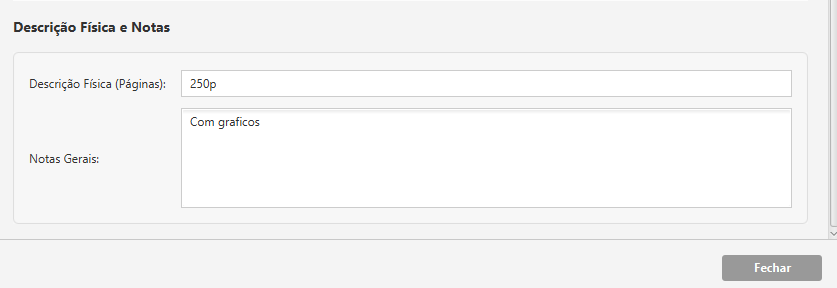 Descrição Física e Notas
Descrição Física (Páginas): 250p
Notas Gerais: Com graficos
Fechar